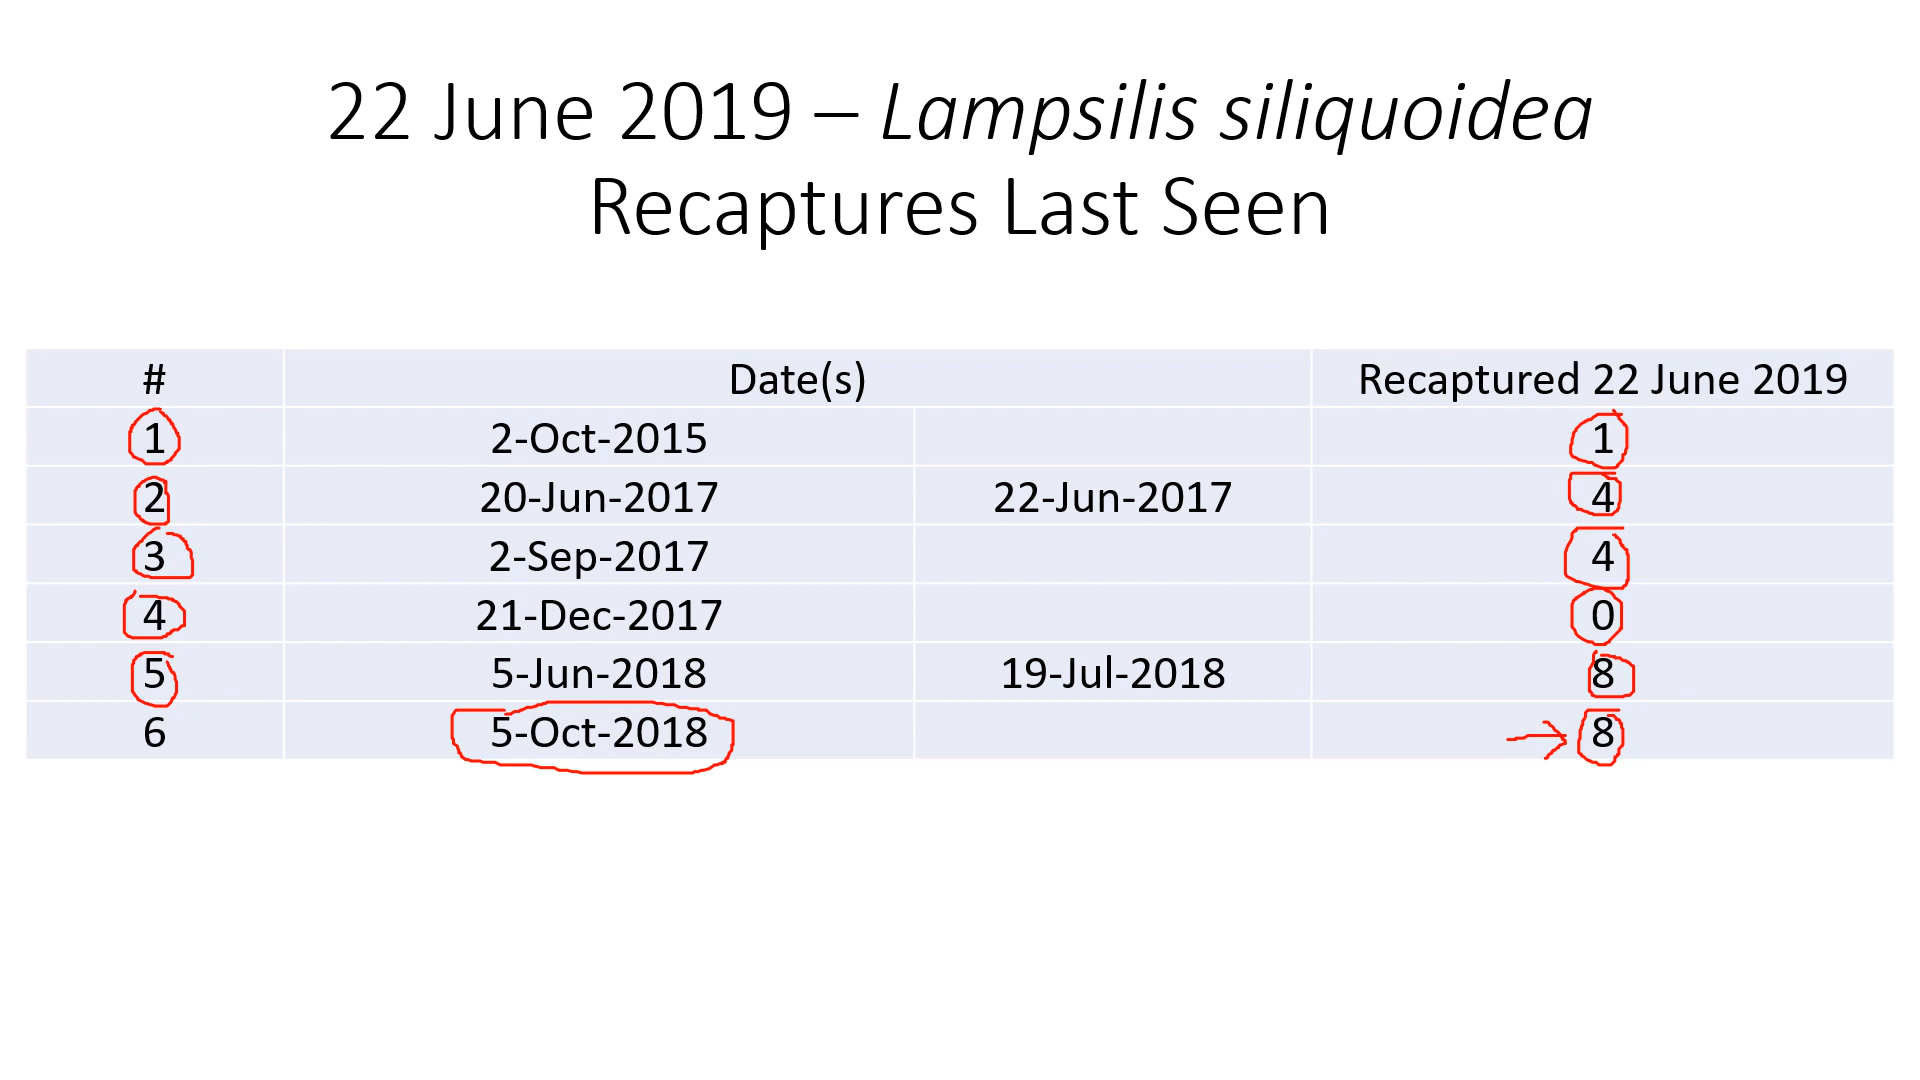 22 June 2019 – Lampsilis siliquoidea
Recaptures Last Seen
# Date(s) Recaptured 22 June 2019
1 2-Oct-2015 1
2 20-Jun-2017 22-Jun-2017 4
3 2-Sep-2017 4
4 21-Dec-2017 0
5 5-Jun-2018 19-Jul-2018 8
6 5-Oct-2018 8